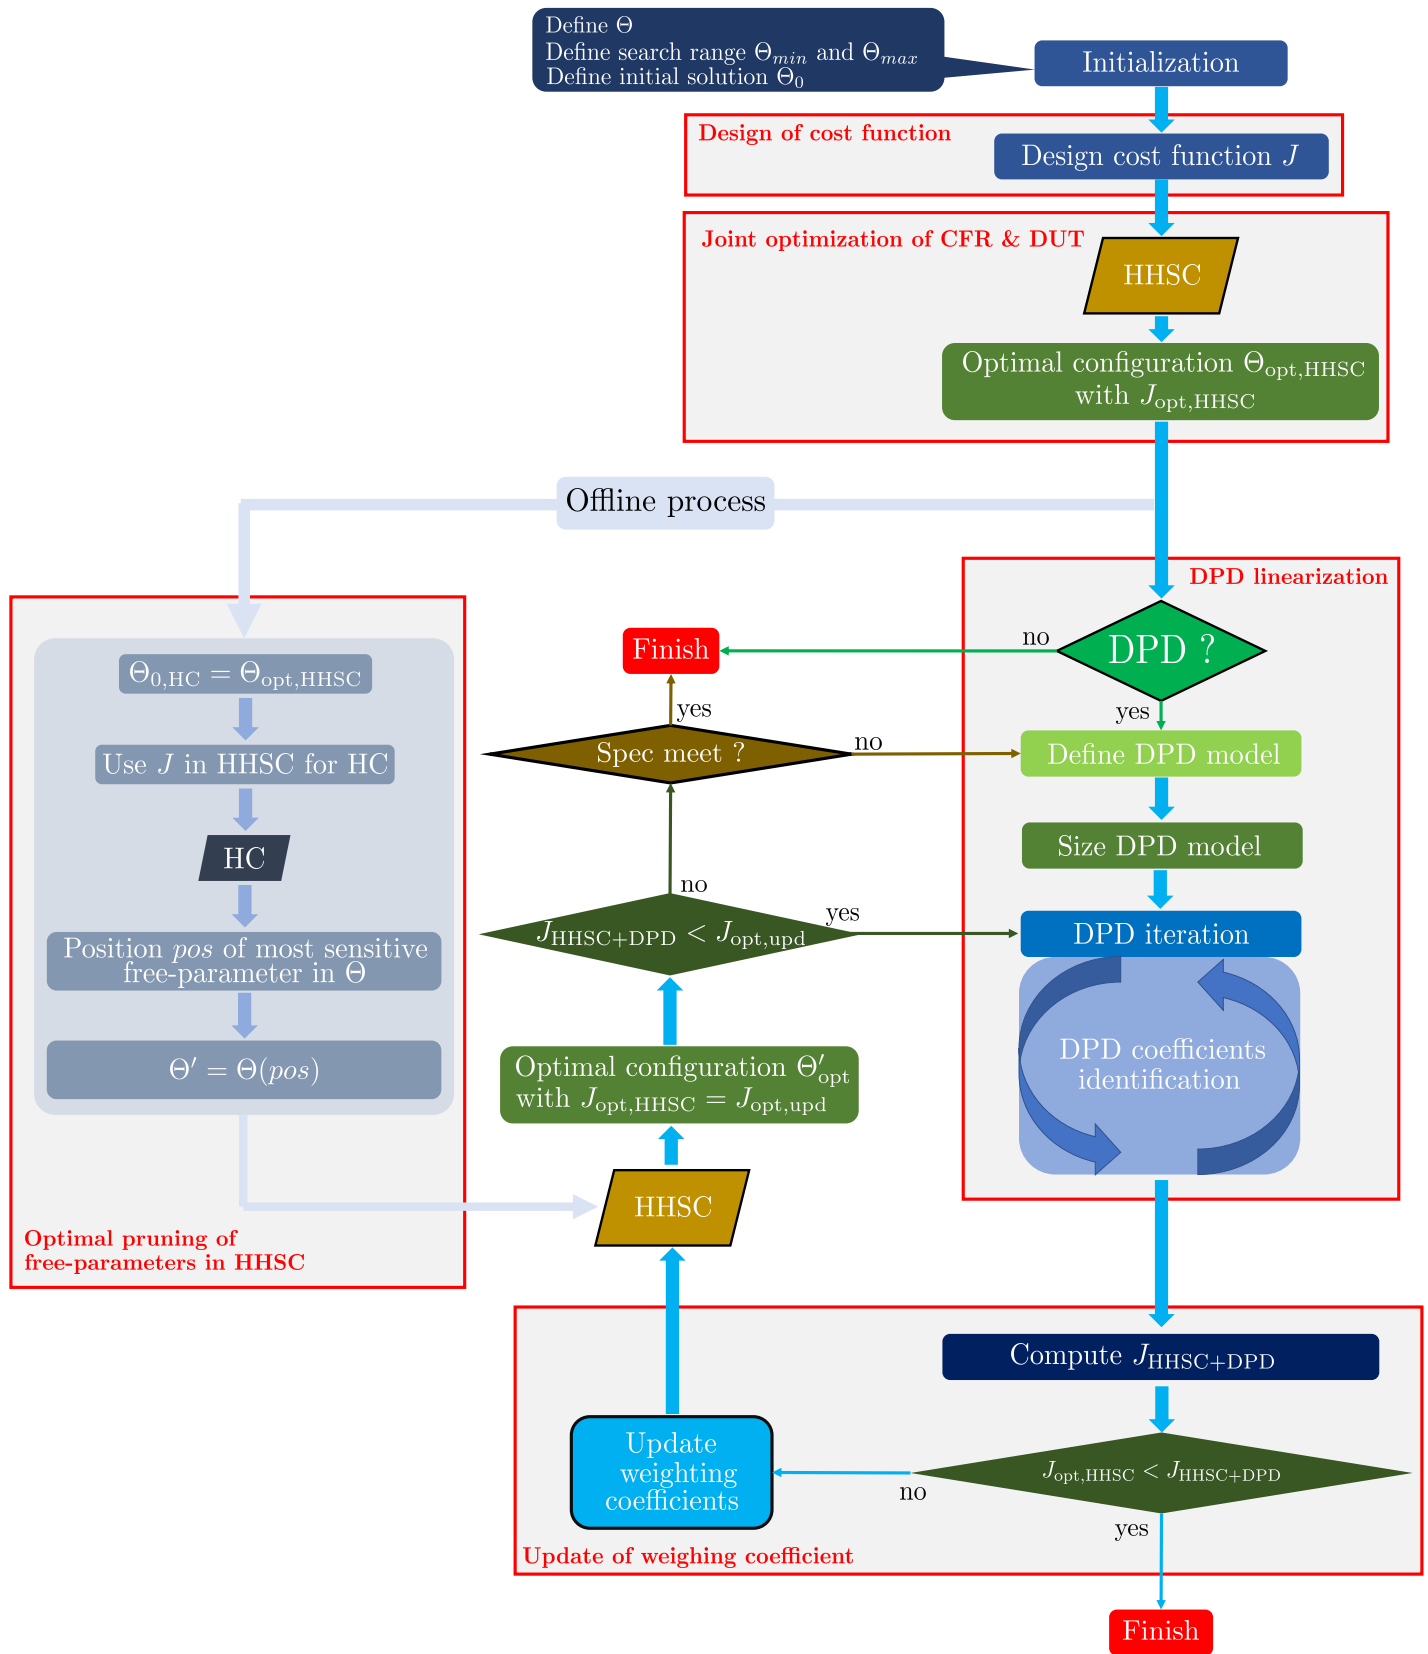 Define Θ
Define search range Θ_min and Θ_max
Define initial solution Θ_0
Initialization
Design of cost function
Design cost function J
Joint optimization of CFR & DUT
HHSC
Optimal configuration Θ_opt,HHSC
with J_opt,HHSC
Offline process
DPD linearization
DPD ?
no
yes
Finish
Θ_0,HC = Θ_opt,HHSC
Use J in HHSC for HC
HC
Position pos of most sensitive
free-parameter in Θ
Θ′ = Θ(pos)
Optimal pruning of
free-parameters in HHSC
yes
Spec meet ?
no
Define DPD model
Size DPD model
no
J_HHSC+DPD < J_opt,upd
yes
DPD iteration
DPD coefficients
identification
Optimal configuration Θ′_opt
with J_opt,HHSC = J_opt,upd
HHSC
Compute J_HHSC+DPD
J_opt,HHSC < J_HHSC+DPD
no
yes
Update
weighting
coefficients
Update of weighing coefficient
Finish